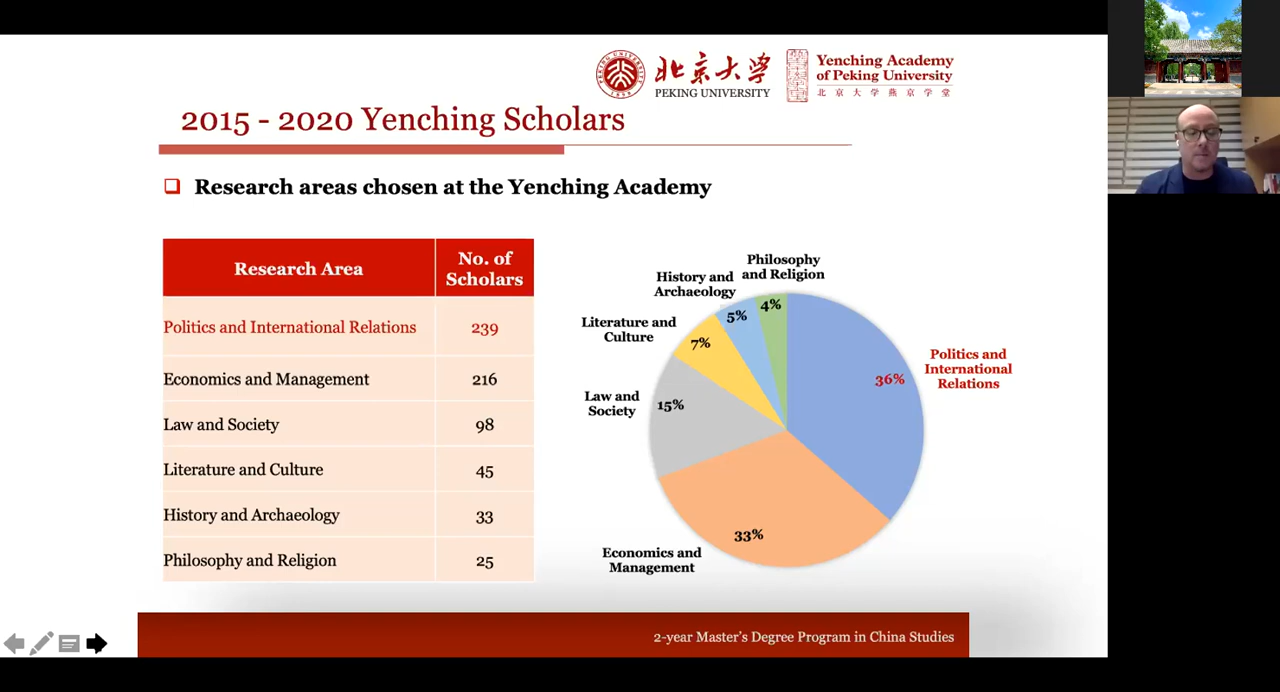 北京大学
PEKING UNIVERSITY
Yenching Academy
of Peking University
北京大学燕京学堂
2015 - 2020 Yenching Scholars
Research areas chosen at the Yenching Academy
Research Area
No. of
Scholars
Politics and International Relations 239
Economics and Management 216
Law and Society 98
Literature and Culture 45
History and Archaeology 33
Philosophy and Religion 25
Philosophy
and Religion
4%
History and
Archaeology
5%
Literature and
Culture
7%
Law and
Society
15%
Economics and
Management
33%
Politics and
International
Relations
36%
2-year Master's Degree Program in China Studies